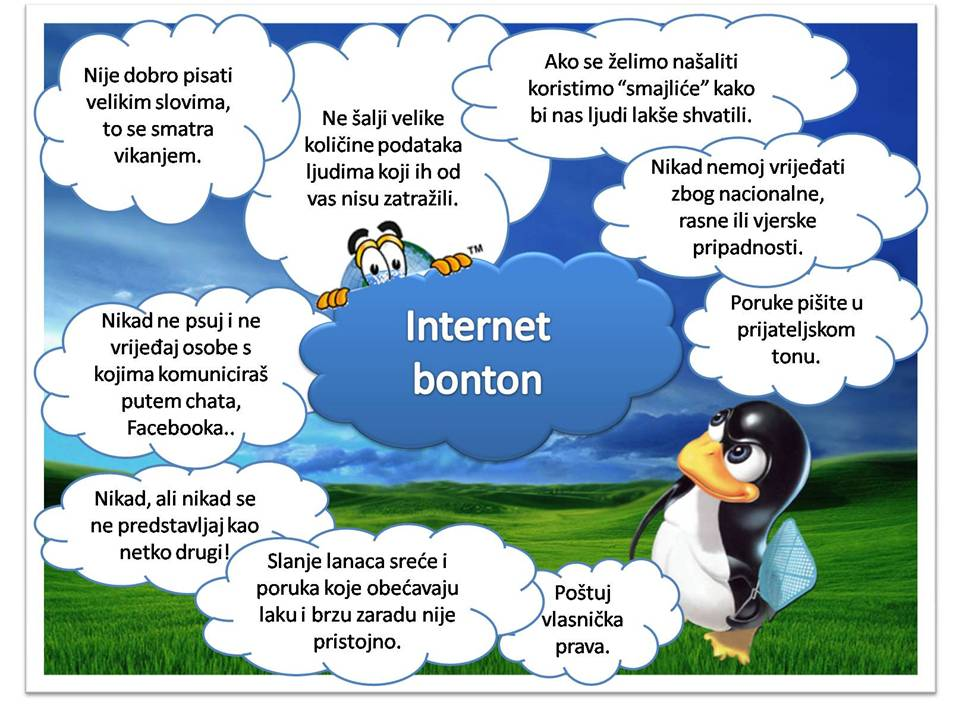 Nije dobro pisati
velikim slovima,
to se smatra
vikanjem.
Ne šalji velike
količine podataka
ljudima koji ih od
vas nisu zatražili.
Ako se želimo našaliti
koristimo “smajliće” kako
bi nas ljudi lakše shvatili.
Nikad nemoj vrijeđati
zbog nacionalne,
rasne ili vjerske
pripadnosti.
TM
Internet
bonton
Poruke pišite u
prijateljskom
tonu.
Nikad ne psuj i ne
vrijeđaj osobe s
kojima komuniciraš
putem chata,
Facebooka..
Nikad, ali nikad se
ne predstavljaj kao
netko drugi!
Slanje lanaca sreće i
poruka koje obećavaju
laku i brzu zaradu nije
pristojno.
Poštuj
vlasnička
prava.